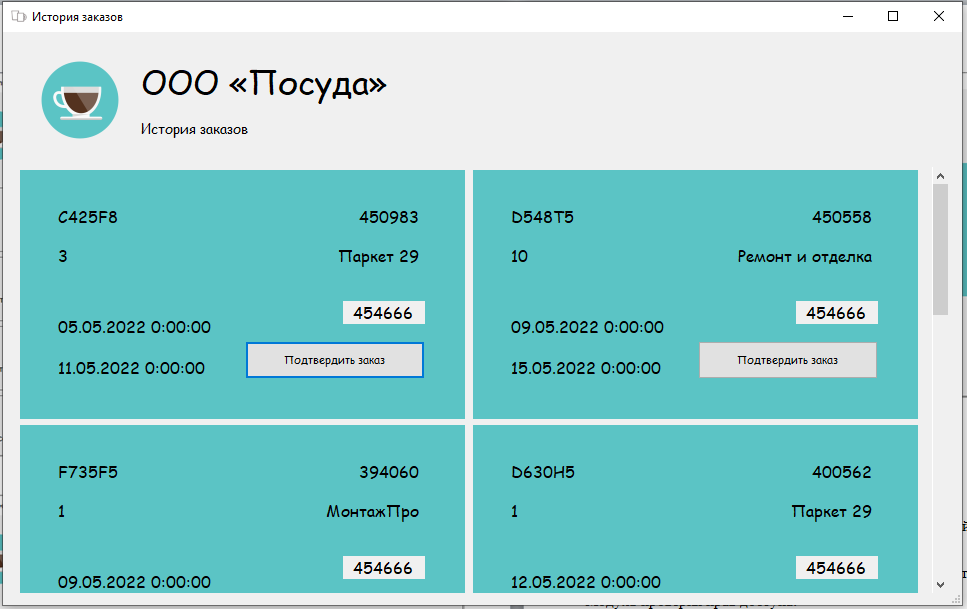 История заказов
ООО «Посуда»
История заказов
C425F8
450983
3
Паркет 29
454666
05.05.2022 0:00:00
11.05.2022 0:00:00
Подтвердить заказ
D548T5
450558
10
Ремонт и отделка
454666
09.05.2022 0:00:00
15.05.2022 0:00:00
Подтвердить заказ
F735F5
394060
1
МонтажПро
454666
09.05.2022 0:00:00
D630H5
400562
1
Паркет 29
454666
12.05.2022 0:00:00